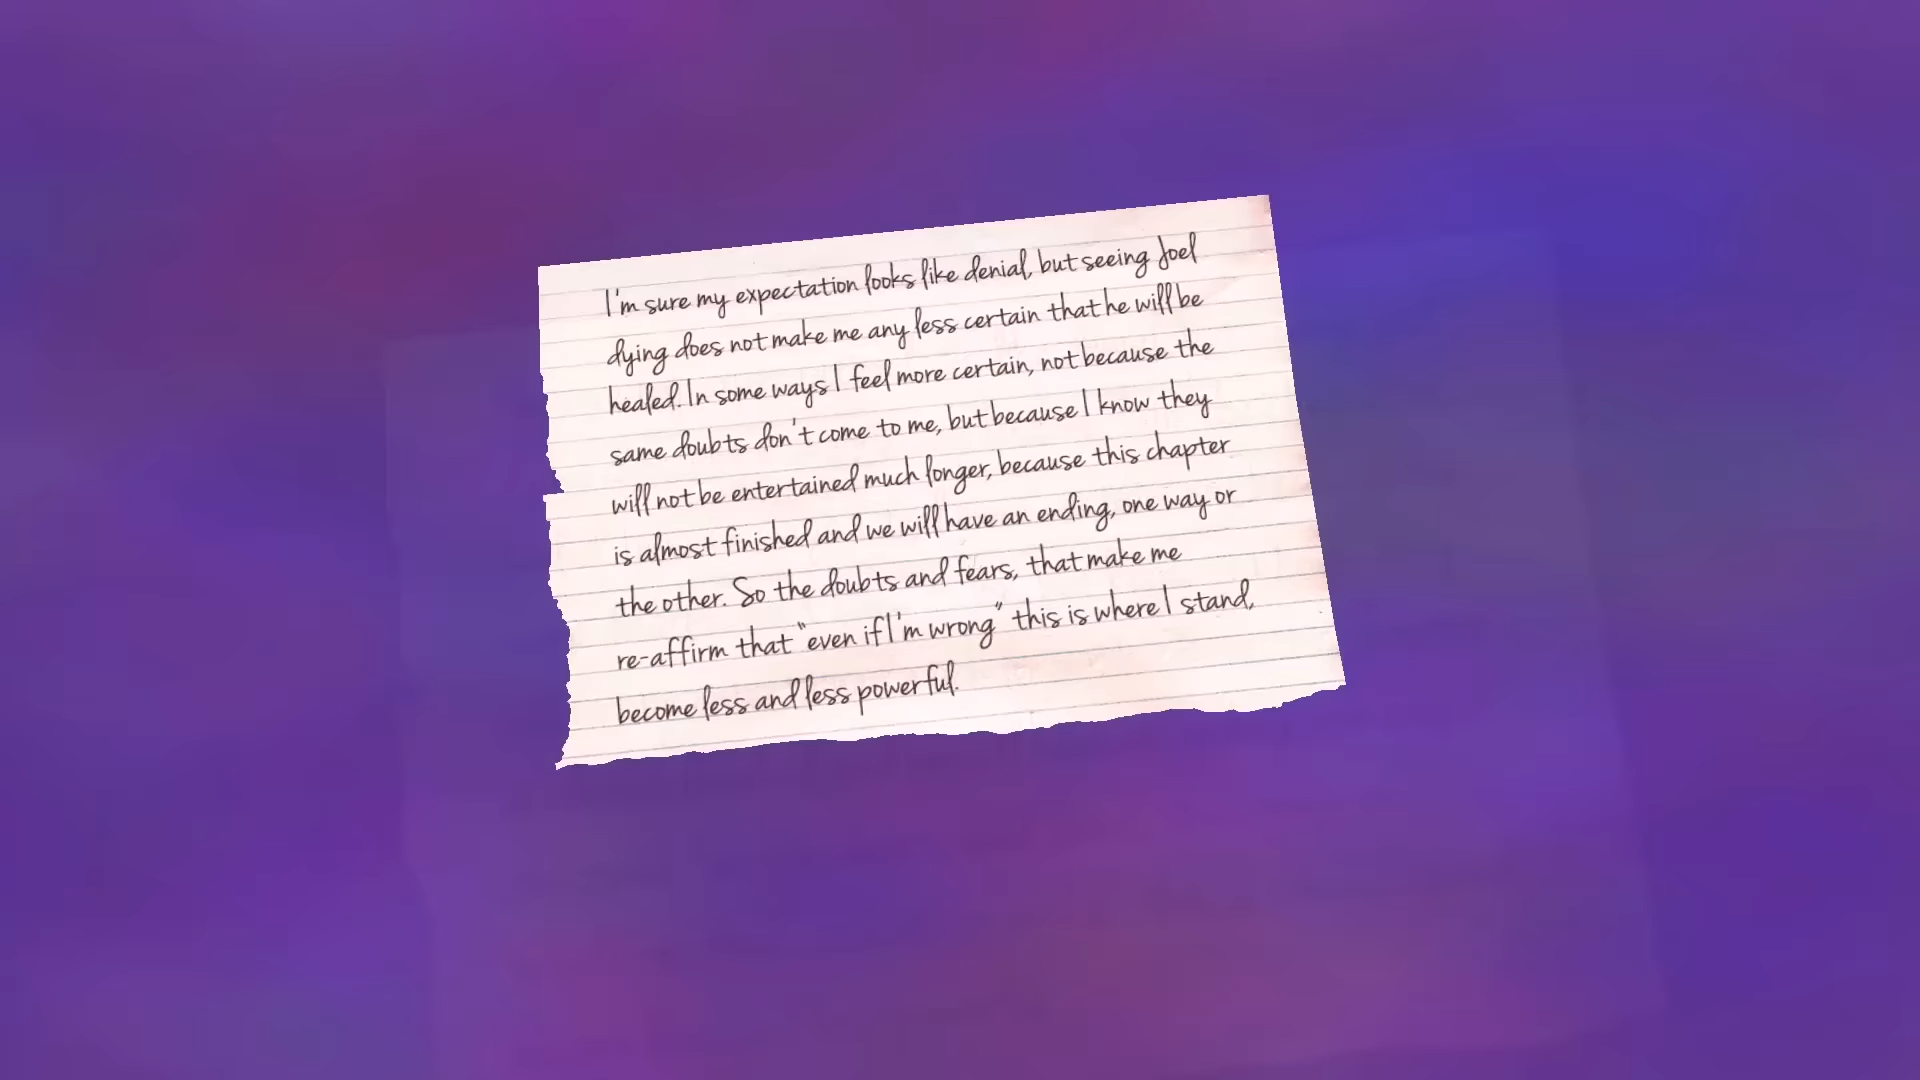 I'm sure my expectation looks like denial, but seeing Joel
dying does not make me any less certain that he will be
healed. In some ways I feel more certain, not because the
same doubts don't come to me, but because I know they
will not be entertained much longer, because this chapter
is almost finished and we will have an ending, one way or
the other. So the doubts and fears, that make me
re-affirm that "even if I'm wrong" this is where I stand,
become less and less powerful.